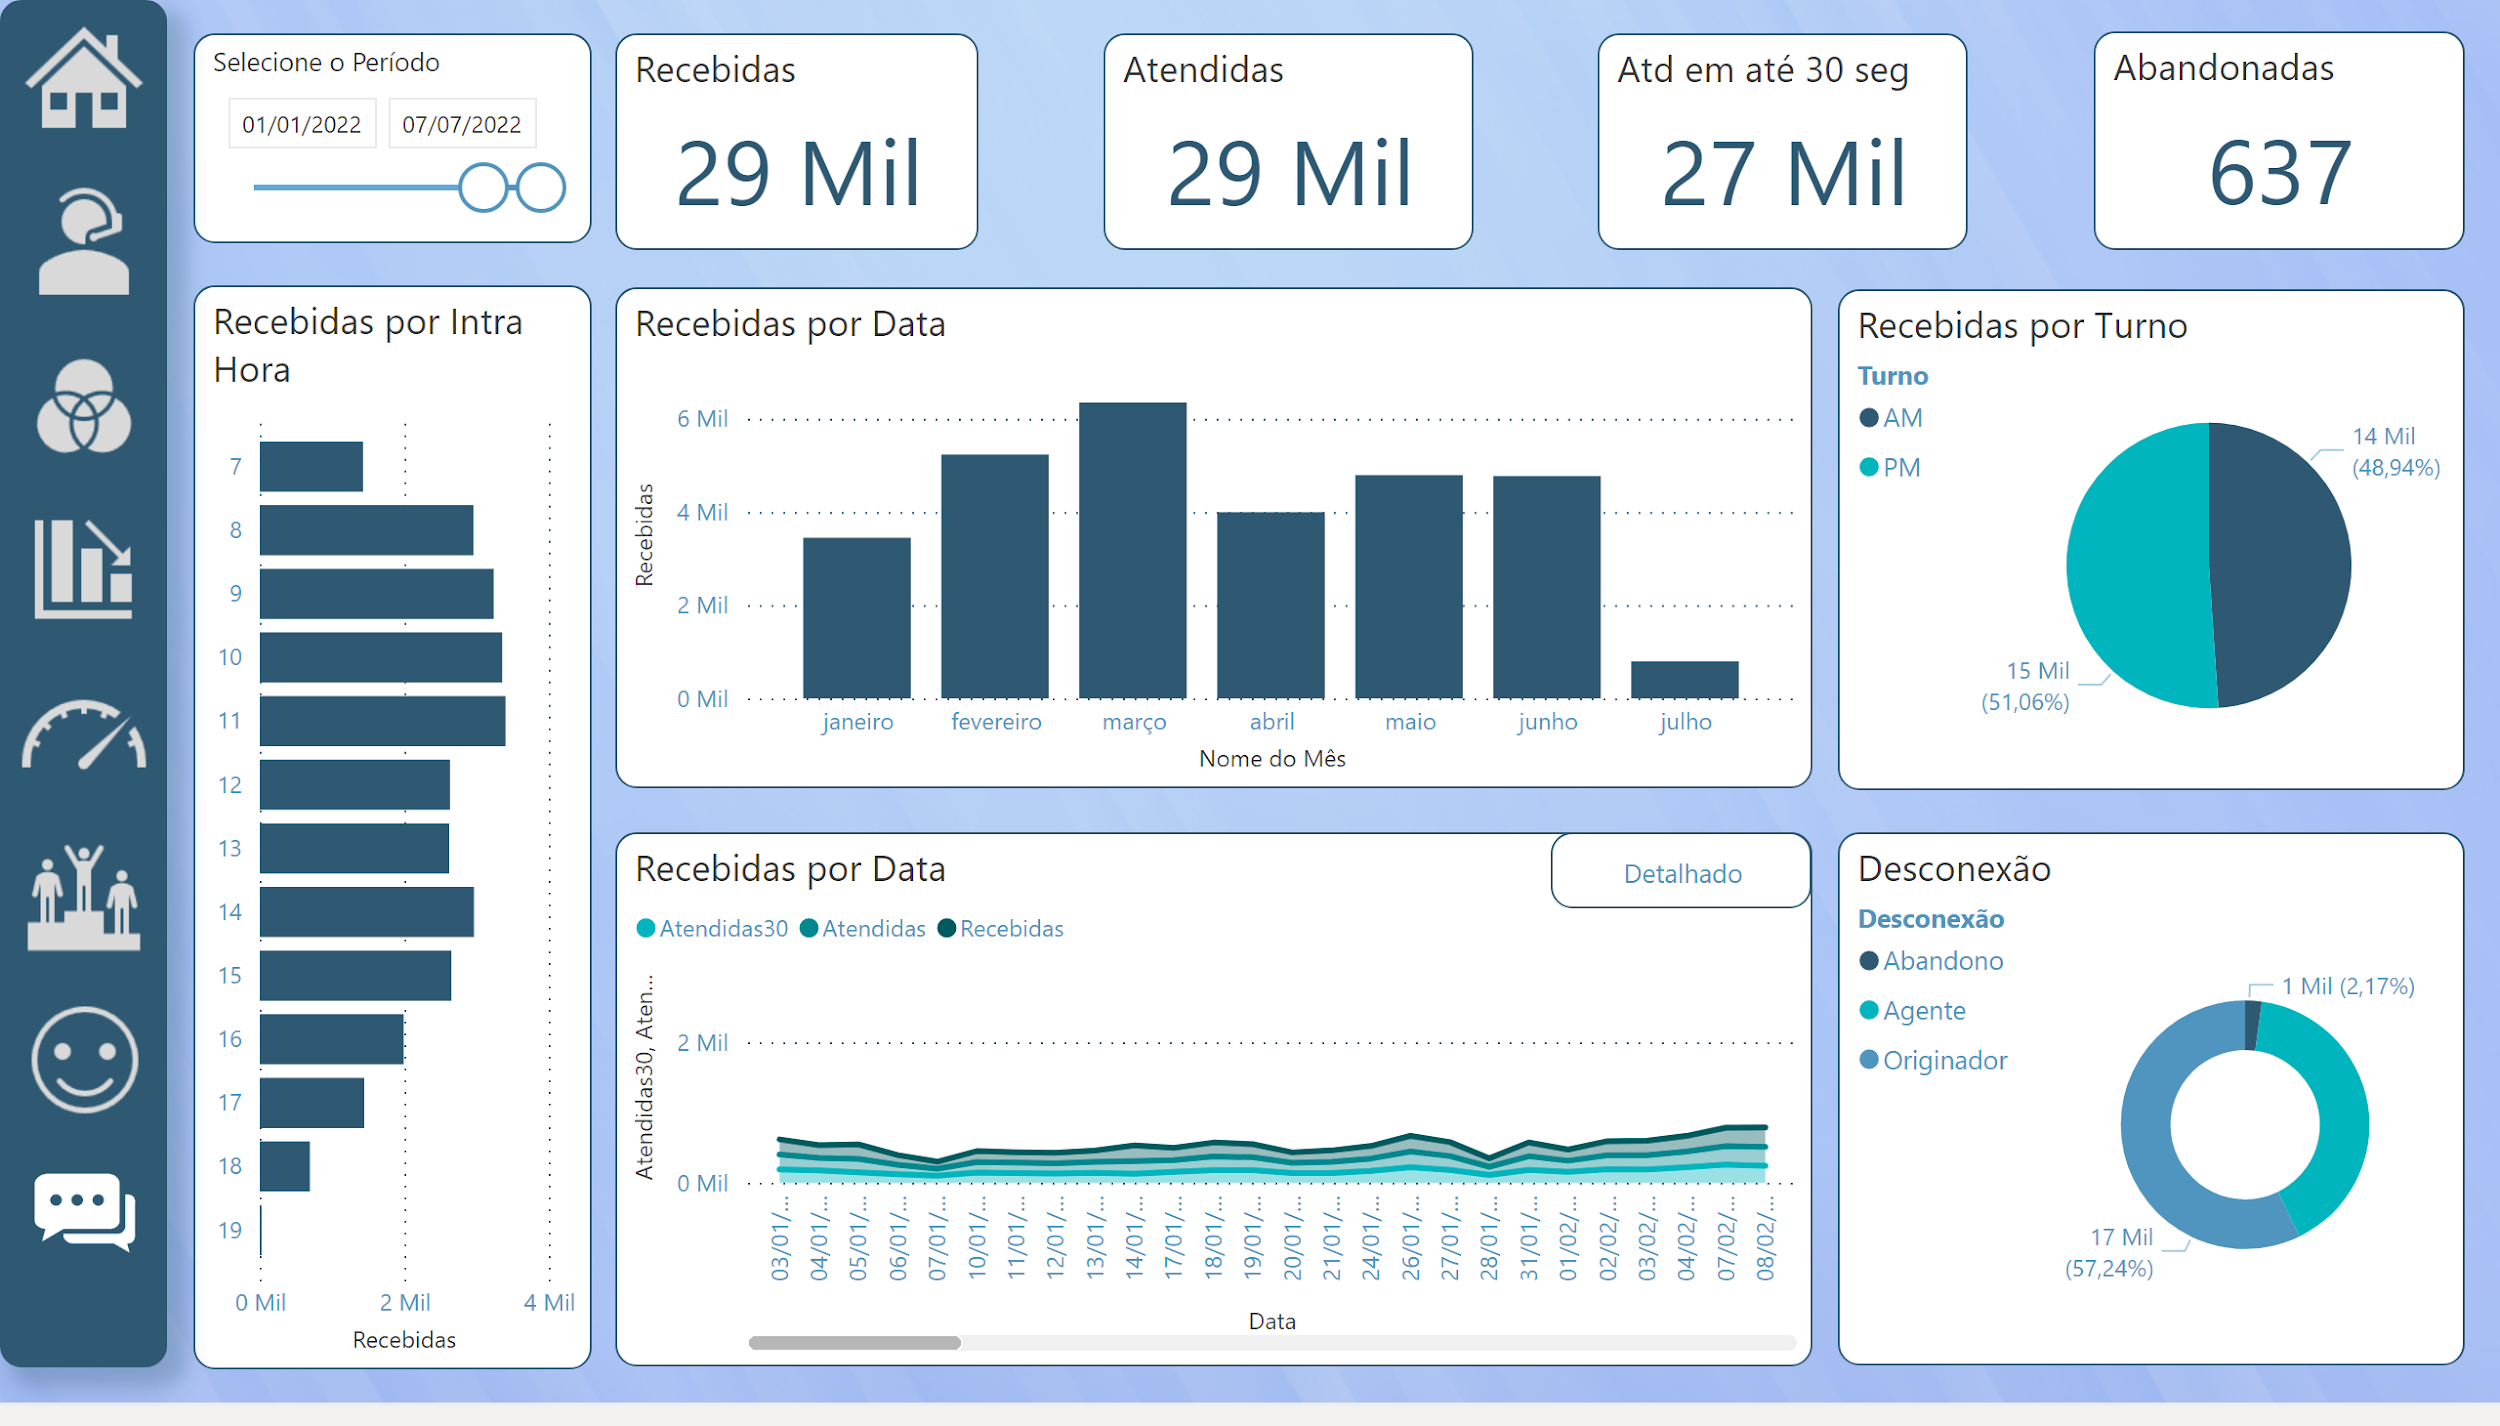 Selecione o Período
01/01/2022 07/07/2022
Recebidas
29 Mil
Atendidas
29 Mil
Atd em até 30 seg
27 Mil
Abandonadas
637
Recebidas por Intra
Hora
7
8
9
10
11
12
13
14
15
16
17
18
19
0 Mil 2 Mil 4 Mil
Recebidas
Recebidas por Data
Recebidas
6 Mil
4 Mil
2 Mil
0 Mil
janeiro fevereiro março abril maio junho julho
Nome do Mês
Recebidas por Turno
Turno
AM
PM
14 Mil
(48,94%)
15 Mil
(51,06%)
Recebidas por Data
Detalhado
Atendidas30 Atendidas Recebidas
Atendidas30, Aten...
2 Mil
0 Mil
03/01/... 04/01/... 05/01/... 06/01/... 07/01/... 10/01/... 11/01/... 12/01/... 13/01/... 14/01/... 17/01/... 18/01/... 19/01/... 20/01/... 21/01/... 24/01/... 26/01/... 27/01/... 28/01/... 31/01/... 01/02/... 02/02/... 03/02/... 04/02/... 07/02/... 08/02/...
Data
Desconexão
Desconexão
Abandono
Agente
Originador
1 Mil (2,17%)
17 Mil
(57,24%)